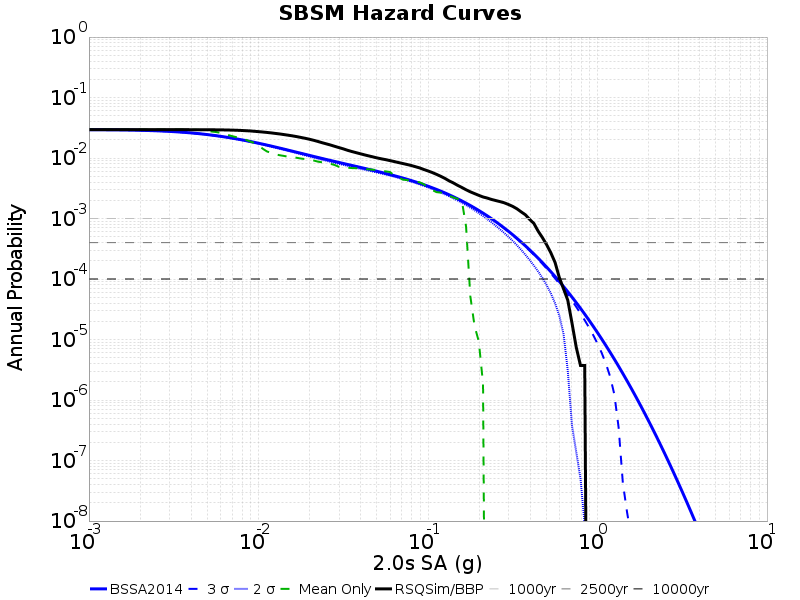 SBSM Hazard Curves
10^0
10^-1
10^-2
10^-3
10^-4
10^-5
10^-6
10^-7
10^-8
Annual Probability
10^-3 10^-2 10^-1 10^0 10^1
2.0s SA (g)
BSSA2014 3 σ 2 σ Mean Only RSQSim/BBP 1000yr 2500yr 10000yr